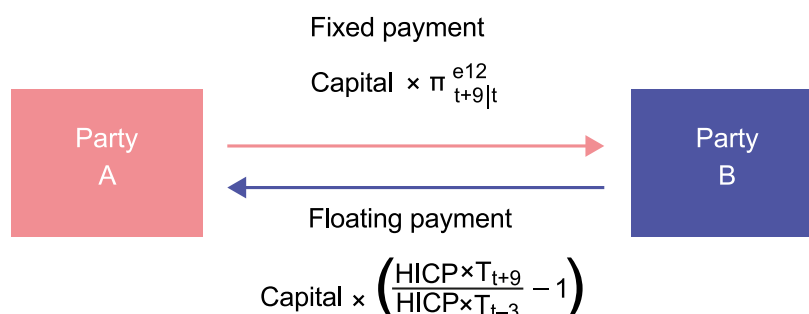 Fixed payment
Capital × π e12 t+9|t
Party
A
Party
B
Floating payment
Capital × (HICP×T t+9 / HICP×T t–3 – 1)